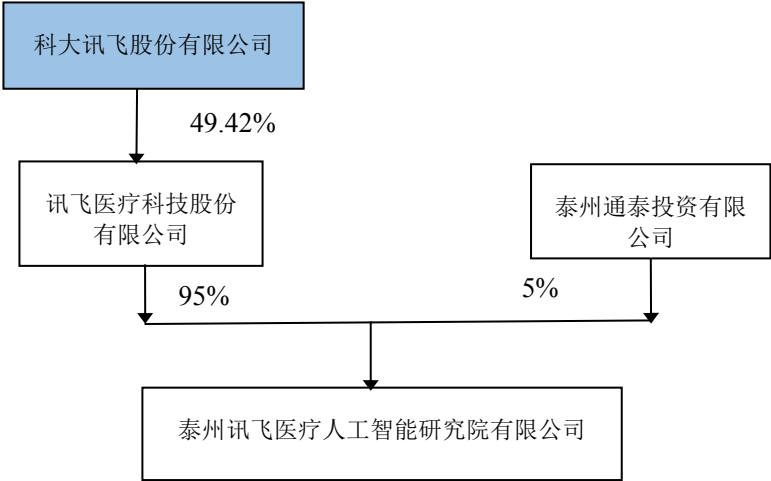 科大讯飞股份有限公司
49.42%
讯飞医疗科技股份
有限公司
泰州通泰投资有限
公司
95%
5%
泰州讯飞医疗人工智能研究院有限公司